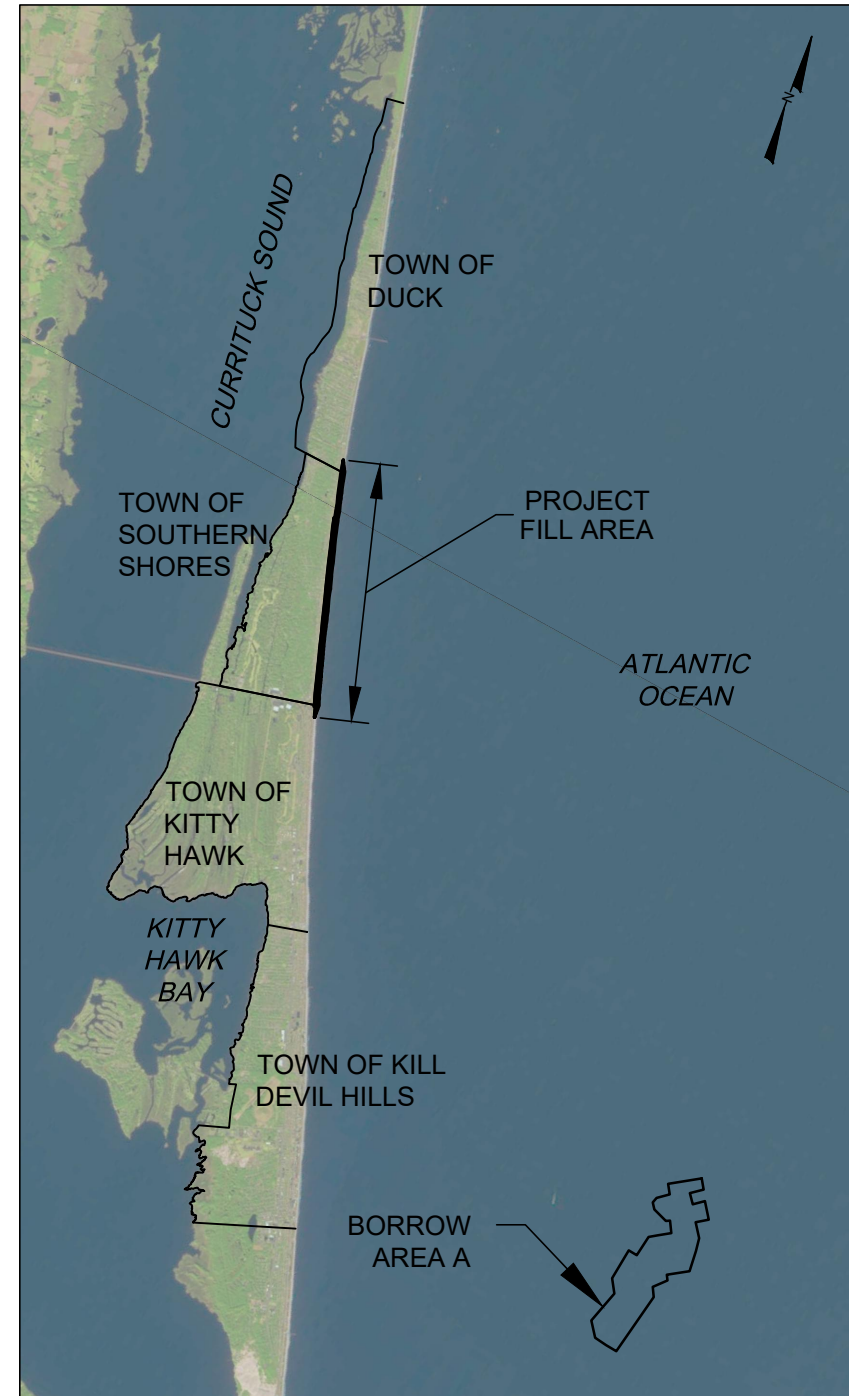 N
CURRITUCK SOUND
TOWN OF
DUCK
TOWN OF
SOUTHERN
SHORES
PROJECT
FILL AREA
ATLANTIC
OCEAN
TOWN OF
KITTY
HAWK
KITTY
HAWK
BAY
TOWN OF KILL
DEVIL HILLS
BORROW
AREA A